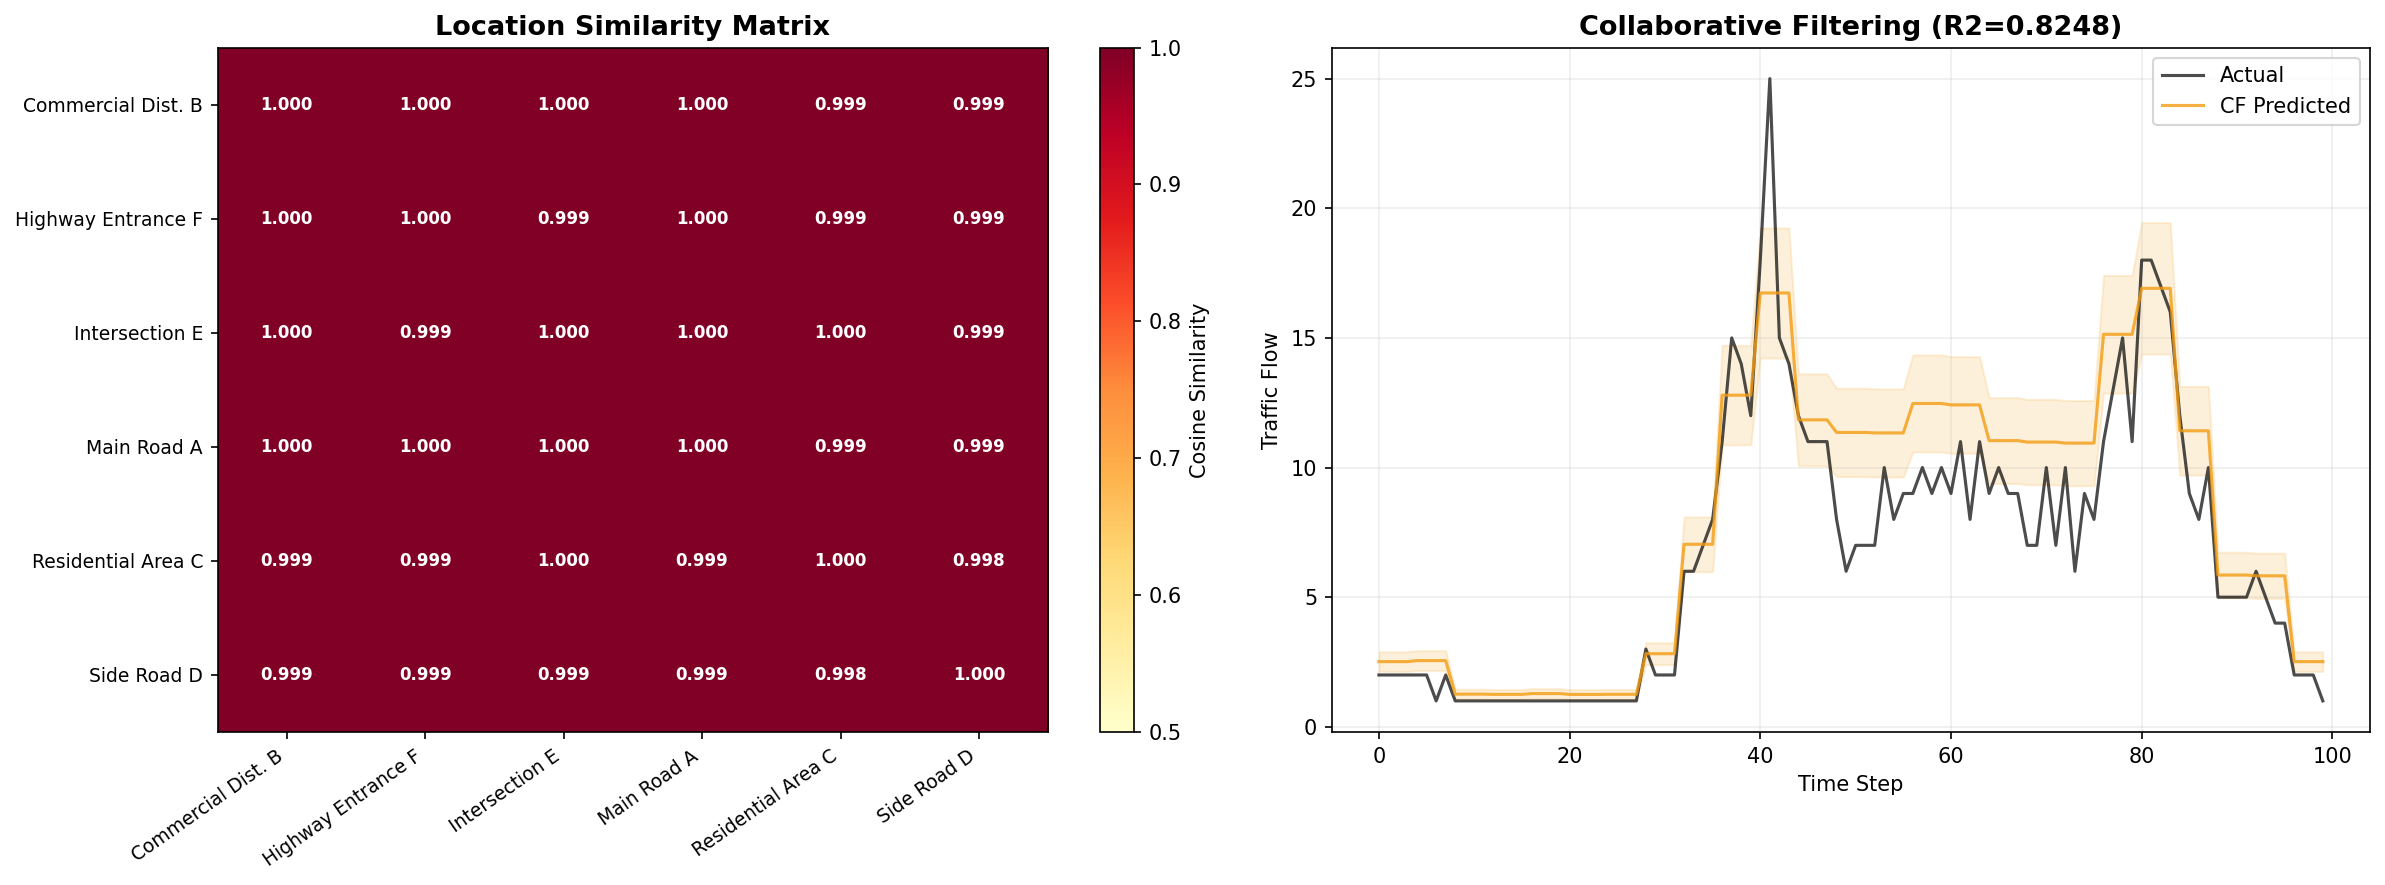 Location Similarity Matrix
Commercial Dist. B 1.000 1.000 1.000 1.000 0.999 0.999
Highway Entrance F 1.000 1.000 0.999 1.000 0.999 0.999
Intersection E 1.000 0.999 1.000 1.000 1.000 0.999
Main Road A 1.000 1.000 1.000 1.000 0.999 0.999
Residential Area C 0.999 0.999 1.000 0.999 1.000 0.998
Side Road D 0.999 0.999 0.999 0.999 0.998 1.000
Commercial Dist. B
Highway Entrance F
Intersection E
Main Road A
Residential Area C
Side Road D
1.0
0.9
0.8
0.7
0.6
0.5
Cosine Similarity
Collaborative Filtering (R2=0.8248)
Actual
CF Predicted
25
20
15
10
5
0
Traffic Flow
0 20 40 60 80 100
Time Step